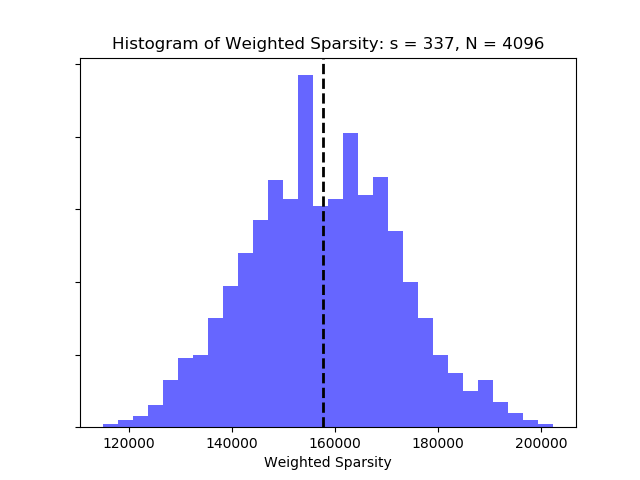 Histogram of Weighted Sparsity: s = 337, N = 4096
120000 140000 160000 180000 200000
Weighted Sparsity